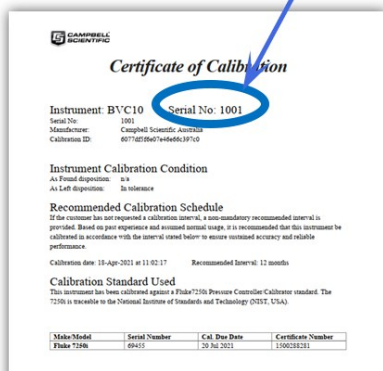 CAMPBELL
SCIENTIFIC
Certificate of Calibration
Instrument: BVC10 Serial No: 1001
Serial No: 1001
Manufacturer: Campbell Scientific Australia
Calibration ID: 6077df5f6e07e46e66c397c0
Instrument Calibration Condition
As Found disposition: n/a
As Left disposition: In tolerance
Recommended Calibration Schedule
If the customer has not requested a calibration interval, a non-mandatory recommended interval is
provided. Based on past experience and assumed normal usage, it is recommended that this instrument be
calibrated in accordance with the interval stated below to ensure sustained accuracy and reliable
performance.
Calibration date: 18-Apr-2021 at 11:02:17 Recommended Interval: 12 months
Calibration Standard Used
This instrument has been calibrated against a Fluke7250i Pressure Controller/Calibrator standard. The
7250i is traceable to the National Institute of Standards and Technology (NIST, USA).
Make/Model Serial Number Cal. Due Date Certificate Number
Fluke 7250i 69455 20 Jul 2021 1500288281